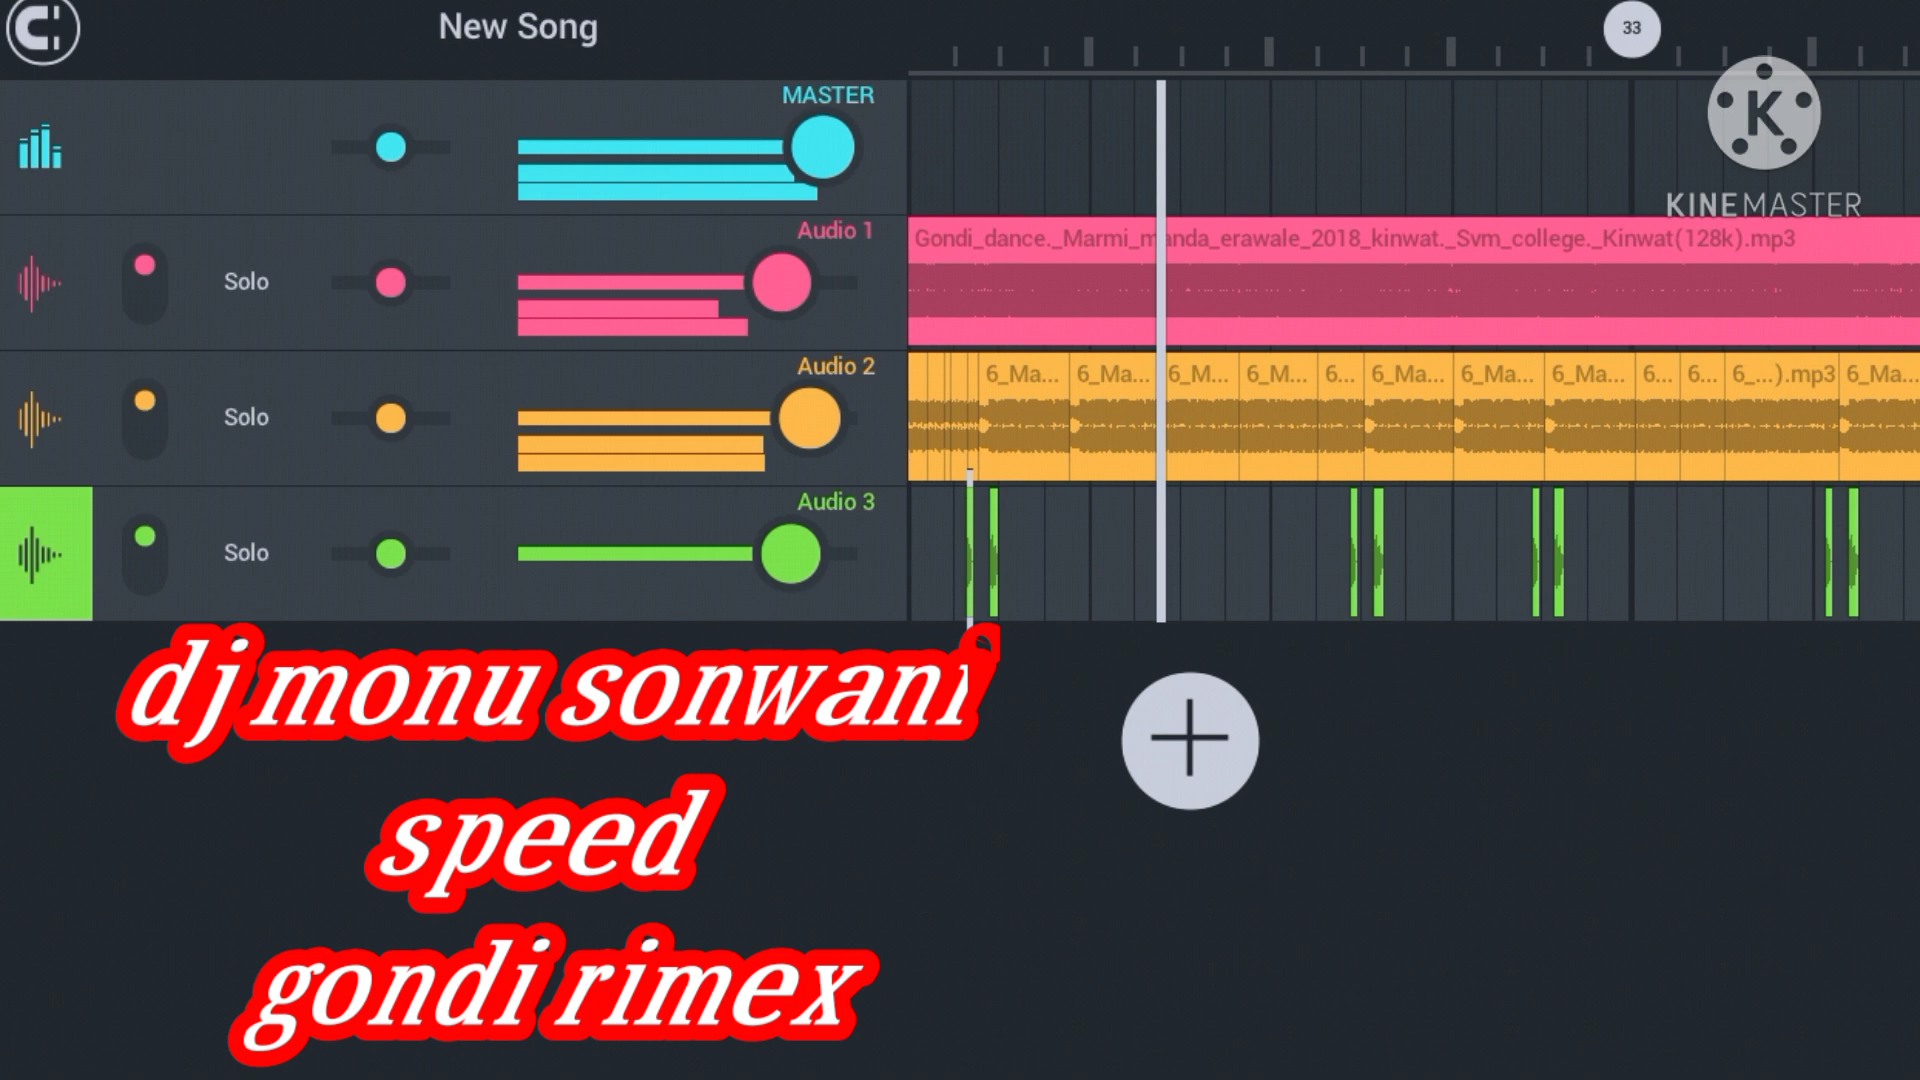 New Song
33
MASTER
KINEMASTER
Audio 1
Solo
Gondi_dance._Marmi_manda_erawale_2018_kinwat._Svm_college._Kinwat(128k).mp3
Audio 2
Solo
6_Ma... 6_Ma... 6_M... 6_M... 6... 6_Ma... 6_Ma... 6_Ma... 6... 6... 6_...).mp3 6_Ma...
Audio 3
Solo
dj monu sonwani
speed
gondi rimex